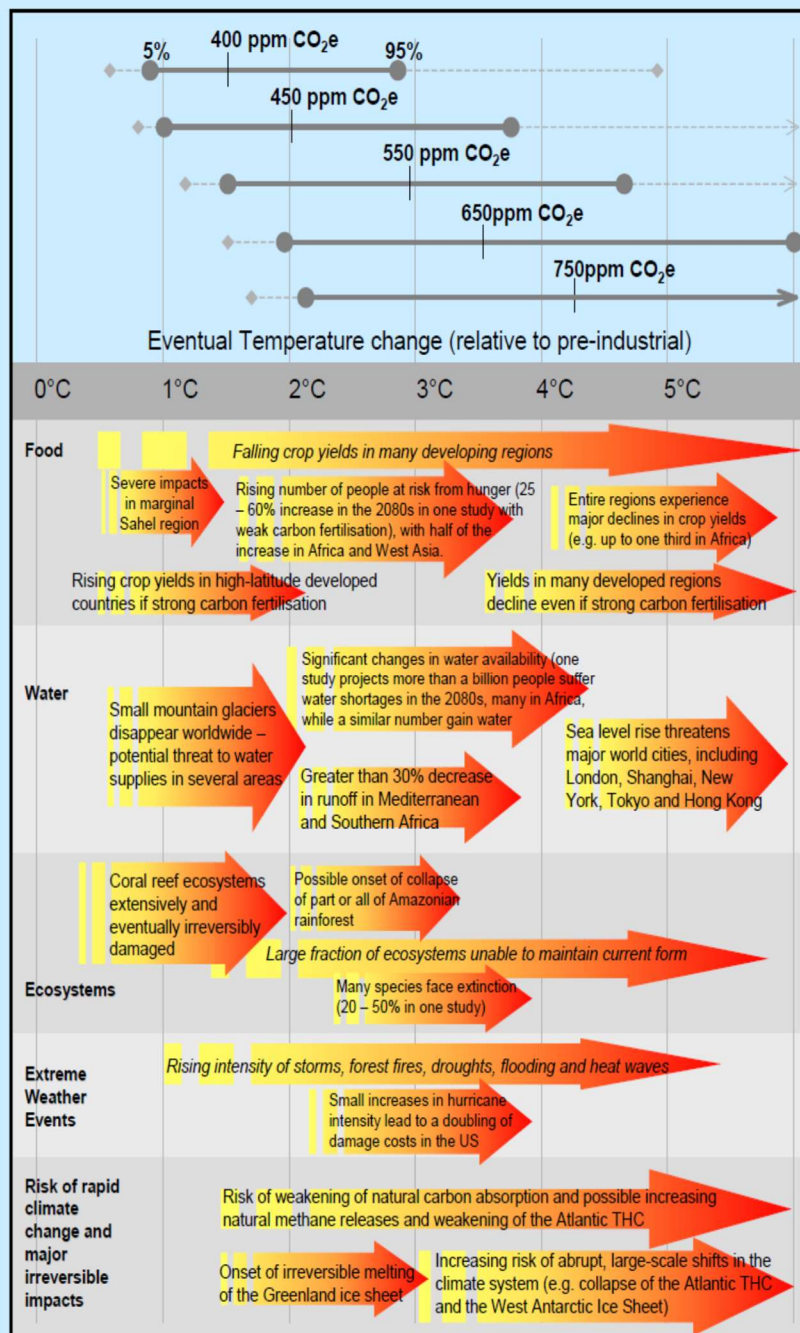 400 ppm CO₂e
5%
95%
450 ppm CO₂e
550 ppm CO₂e
650ppm CO₂e
750ppm CO₂e
Eventual Temperature change (relative to pre-industrial)
0°C 1°C 2°C 3°C 4°C 5°C
Food
Falling crop yields in many developing regions
Severe impacts
in marginal
Sahel region
Rising number of people at risk from hunger (25
– 60% increase in the 2080s in one study with
weak carbon fertilisation), with half of the
increase in Africa and West Asia.
Entire regions experience
major declines in crop yields
(e.g. up to one third in Africa)
Rising crop yields in high-latitude developed
countries if strong carbon fertilisation
Yields in many developed regions
decline even if strong carbon fertilisation
Water
Small mountain glaciers
disappear worldwide –
potential threat to water
supplies in several areas
Significant changes in water availability (one
study projects more than a billion people suffer
water shortages in the 2080s, many in Africa,
while a similar number gain water
Greater than 30% decrease
in runoff in Mediterranean
and Southern Africa
Sea level rise threatens
major world cities, including
London, Shanghai, New
York, Tokyo and Hong Kong
Ecosystems
Coral reef ecosystems
extensively and
eventually irreversibly
damaged
Possible onset of collapse
of part or all of Amazonian
rainforest
Large fraction of ecosystems unable to maintain current form
Many species face extinction
(20 – 50% in one study)
Extreme
Weather
Events
Rising intensity of storms, forest fires, droughts, flooding and heat waves
Small increases in hurricane
intensity lead to a doubling of
damage costs in the US
Risk of rapid
climate
change and
major
irreversible
impacts
Risk of weakening of natural carbon absorption and possible increasing
natural methane releases and weakening of the Atlantic THC
Onset of irreversible melting
of the Greenland ice sheet
Increasing risk of abrupt, large-scale shifts in the
climate system (e.g. collapse of the Atlantic THC
and the West Antarctic Ice Sheet)